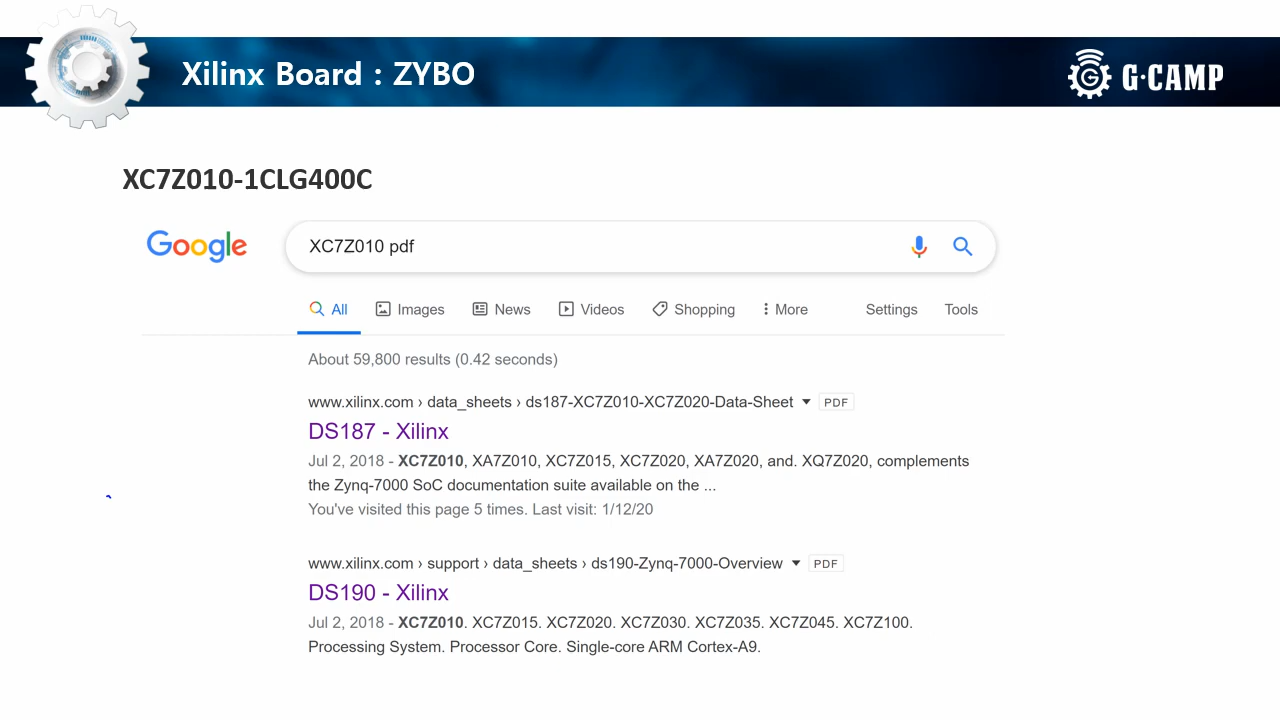 Xilinx Board : ZYBO
G·CAMP
XC7Z010-1CLG400C
Google
XC7Z010 pdf
All Images News Videos Shopping More Settings Tools
About 59,800 results (0.42 seconds)
www.xilinx.com › data_sheets › ds187-XC7Z010-XC7Z020-Data-Sheet PDF
DS187 - Xilinx
Jul 2, 2018 - XC7Z010, XA7Z010, XC7Z015, XC7Z020, XA7Z020, and. XQ7Z020, complements
the Zynq-7000 SoC documentation suite available on the ...
You've visited this page 5 times. Last visit: 1/12/20
www.xilinx.com › support › data_sheets › ds190-Zynq-7000-Overview PDF
DS190 - Xilinx
Jul 2, 2018 - XC7Z010. XC7Z015. XC7Z020. XC7Z030. XC7Z035. XC7Z045. XC7Z100.
Processing System. Processor Core. Single-core ARM Cortex-A9.